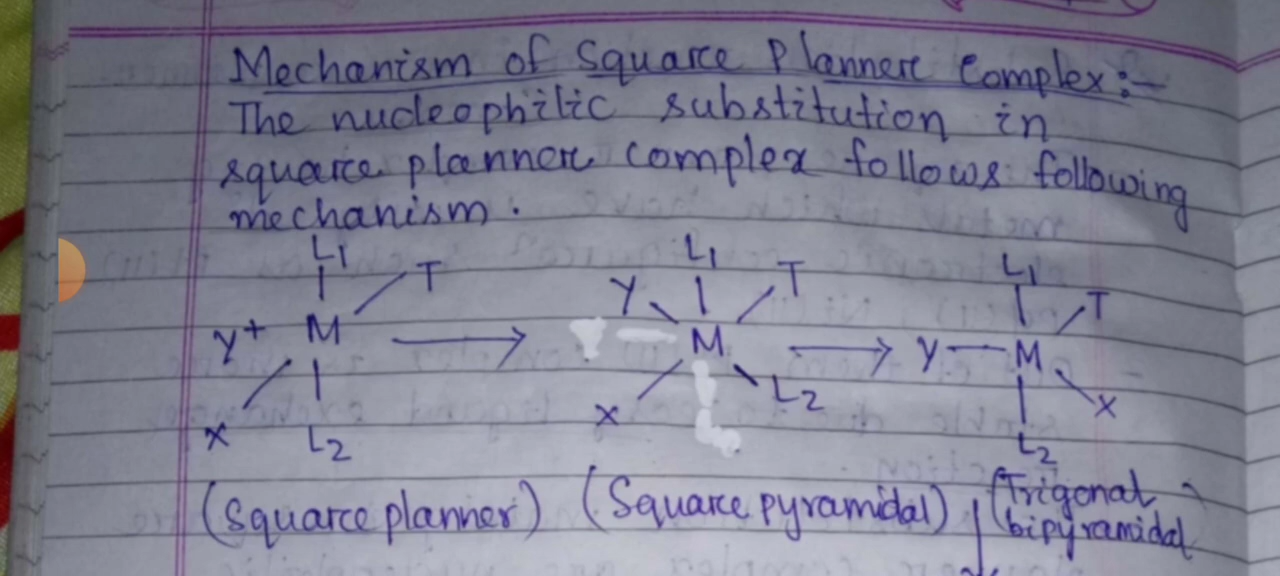 Mechanism of Square Planner Complex:-
The nucleophilic substitution in
square planner complex follows following
mechanism.
L1 L1 L1
T Y T T
Y+ M → M → Y — M
X L2 X
X L2 L2
(Square planner) (Square pyramidal) (Trigonal
bipyramidal